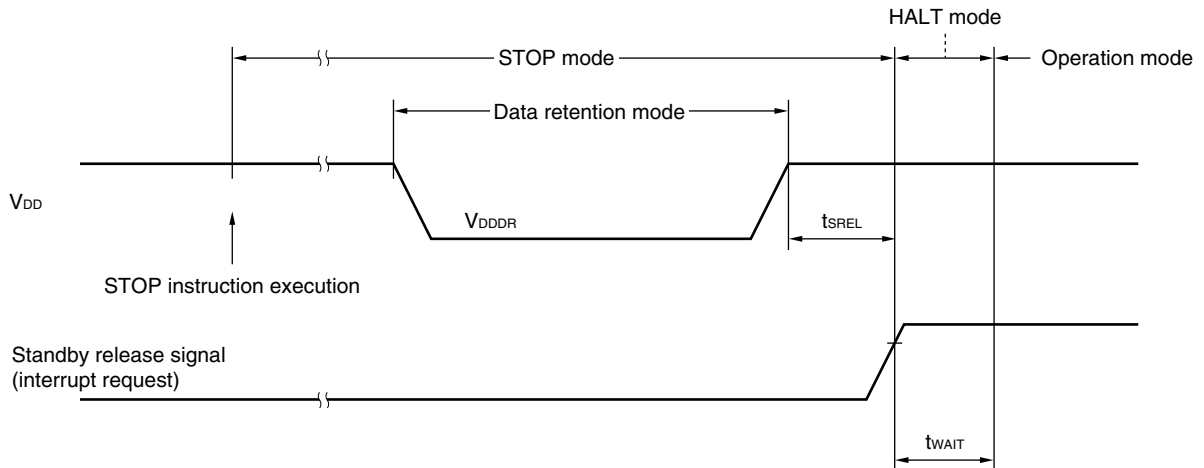 HALT mode
STOP mode
Operation mode
Data retention mode
VDD
VDDDR
tSREL
STOP instruction execution
Standby release signal
(interrupt request)
tWAIT